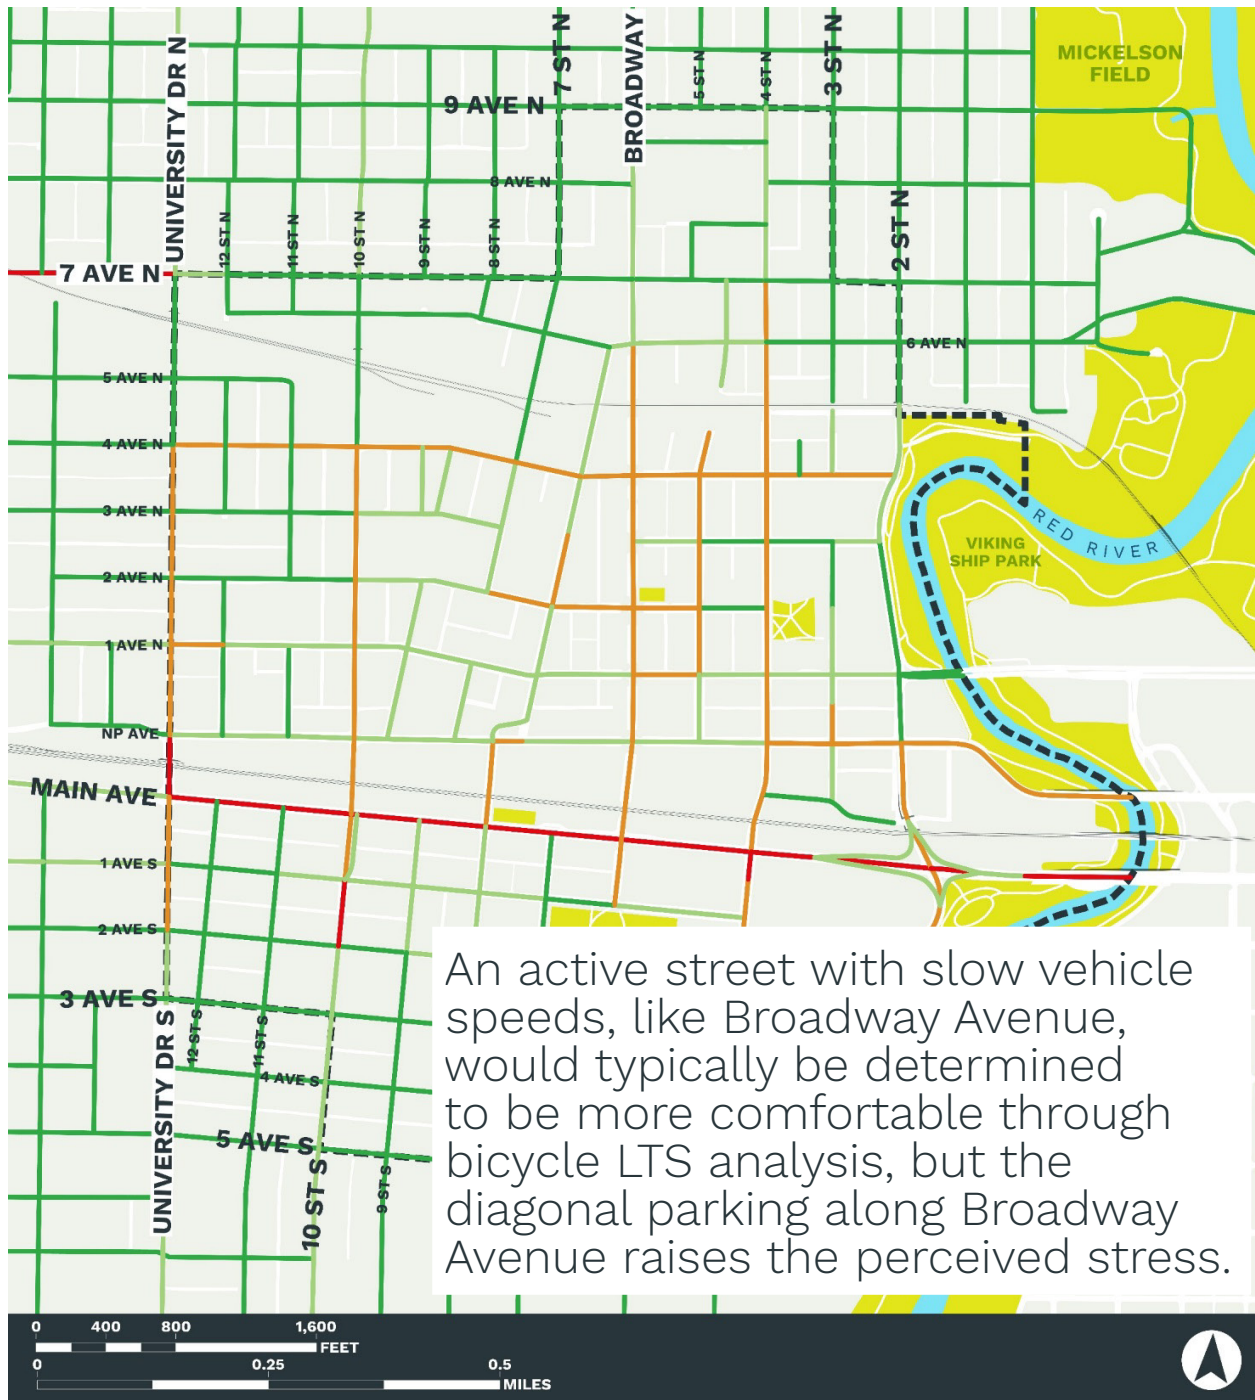 MICKELSON
FIELD
UNIVERSITY DR N
7 ST N
BROADWAY
5 ST N
4 ST N
3 ST N
9 AVE N
8 AVE N
2 ST N
12 ST N
11 ST N
10 ST N
9 ST N
8 ST N
7 AVE N
6 AVE N
5 AVE N
4 AVE N
3 AVE N
RED RIVER
VIKING
SHIP PARK
2 AVE N
1 AVE N
NP AVE
MAIN AVE
1 AVE S
2 AVE S
3 AVE S
UNIVERSITY DR S
12 ST S
11 ST S
4 AVE S
5 AVE S
10 ST S
9 ST S
An active street with slow vehicle
speeds, like Broadway Avenue,
would typically be determined
to be more comfortable through
bicycle LTS analysis, but the
diagonal parking along Broadway
Avenue raises the perceived stress.
0 400 800 1,600
FEET
0 0.25 0.5
MILES